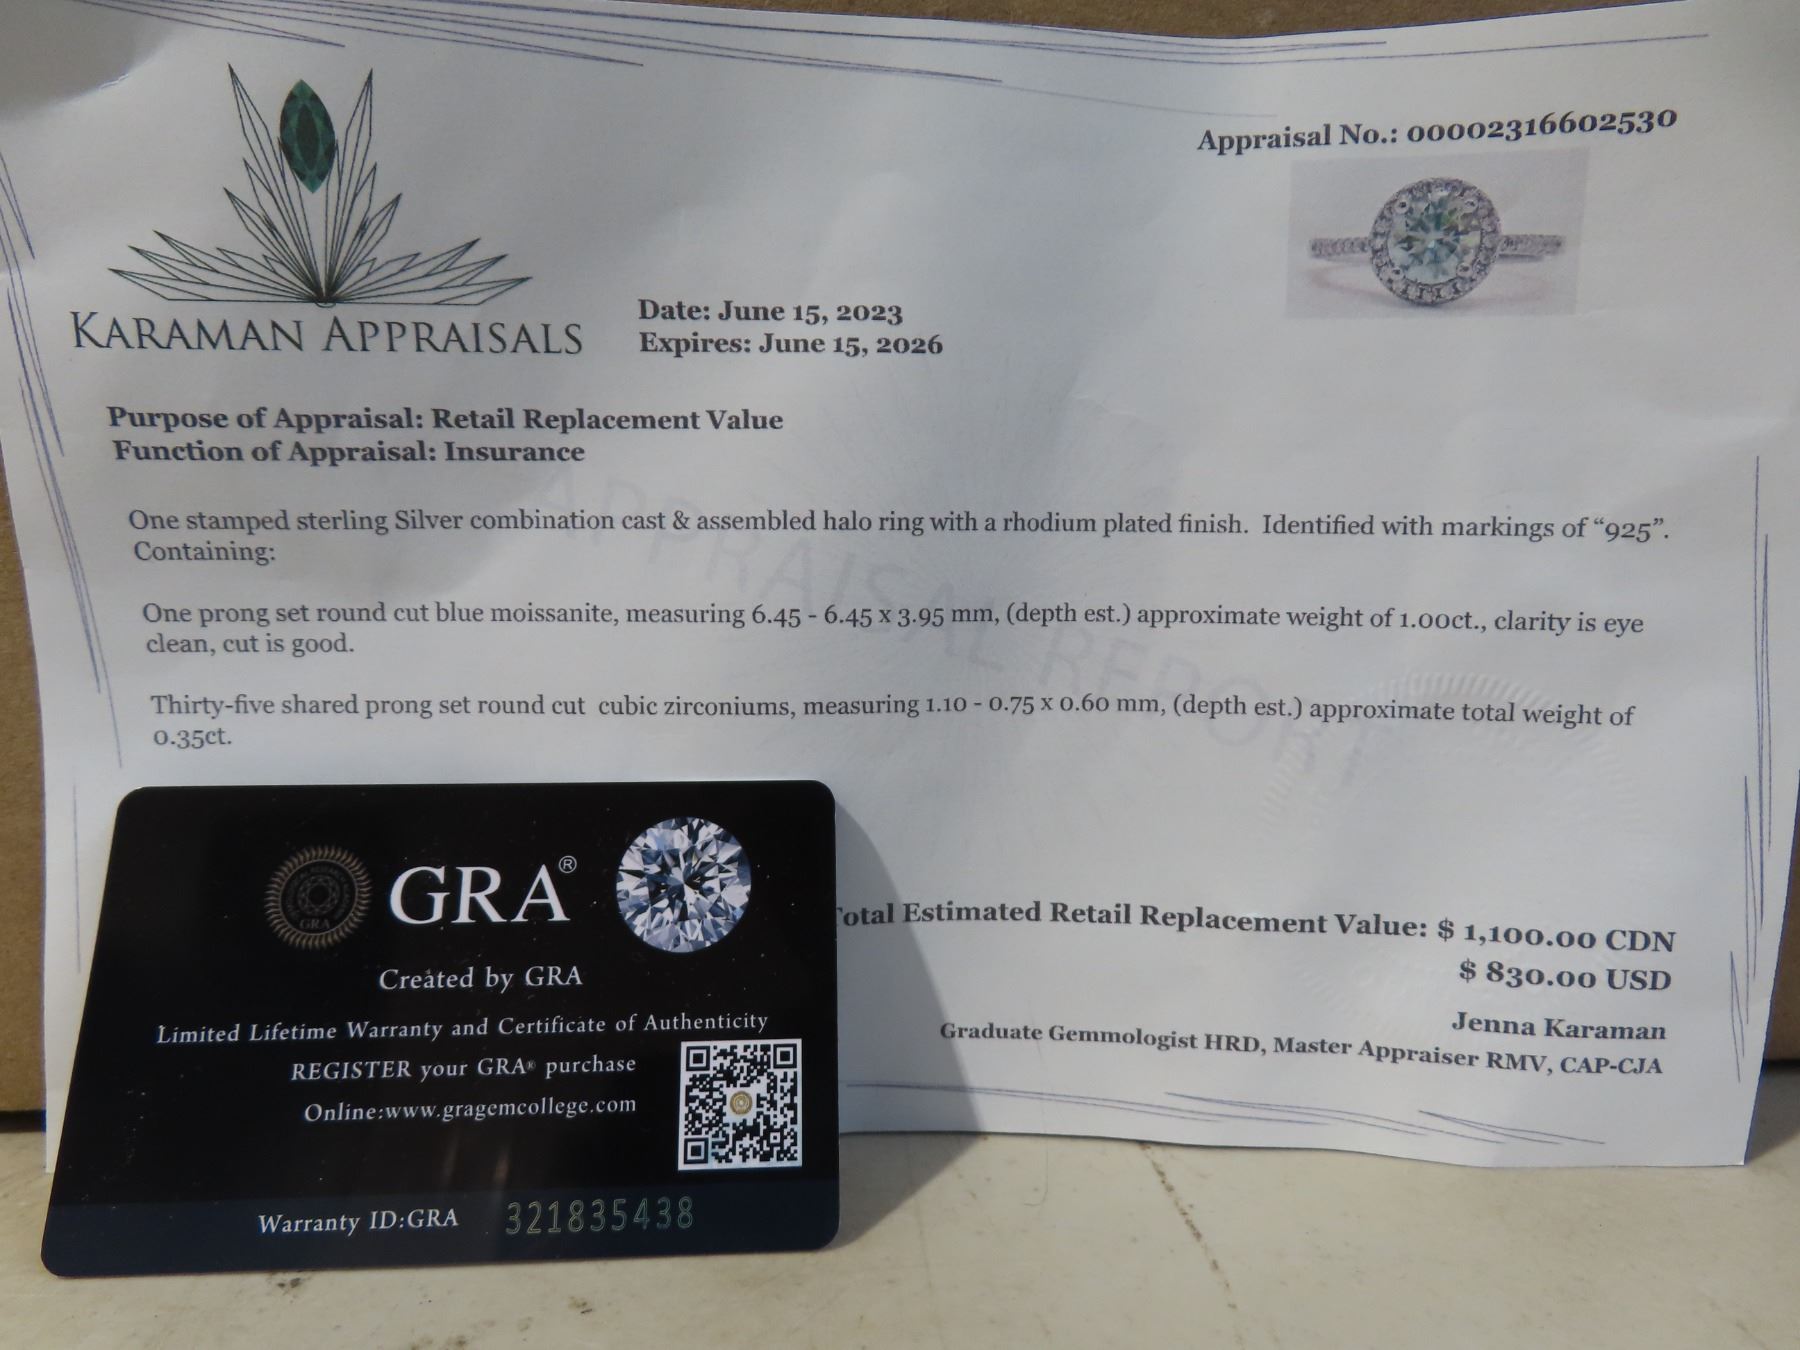 Appraisal No.: 00002316602530
KARAMAN APPRAISALS
Date: June 15, 2023
Expires: June 15, 2026
Purpose of Appraisal: Retail Replacement Value
Function of Appraisal: Insurance
APPRAISAL REPORT
One stamped sterling Silver combination cast & assembled halo ring with a rhodium plated finish. Identified with markings of “925”.
Containing:
One prong set round cut blue moissanite, measuring 6.45 - 6.45 x 3.95 mm, (depth est.) approximate weight of 1.00ct., clarity is eye
clean, cut is good.
Thirty-five shared prong set round cut cubic zirconiums, measuring 1.10 - 0.75 x 0.60 mm, (depth est.) approximate total weight of
0.35ct.
Total Estimated Retail Replacement Value: $ 1,100.00 CDN
$ 830.00 USD
Jenna Karaman
Graduate Gemmologist HRD, Master Appraiser RMV, CAP-CJA
GRA
GRA®
Created by GRA
Limited Lifetime Warranty and Certificate of Authenticity
REGISTER your GRA® purchase
Online:www.gragemcollege.com
Warranty ID:GRA 321835438